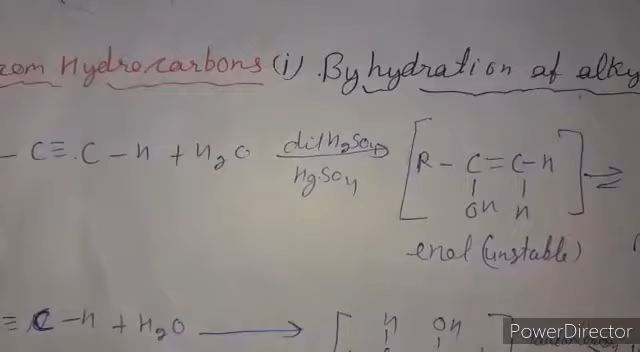 rom Hydrocarbons (i) By hydration of alky
- C≡.C-H + H₂O dil H₂SO₄ [R - C = C-H] ⇌
HgSO₄ OH H
enol (unstable)
≡ C-H + H₂O ⟶ [ H OH
PowerDirector